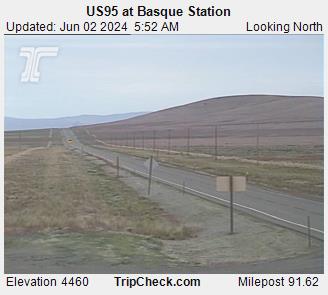 US95 at Basque Station
Updated: Jun 02 2024 5:52 AM Looking North
Elevation 4460 TripCheck.com Milepost 91.62